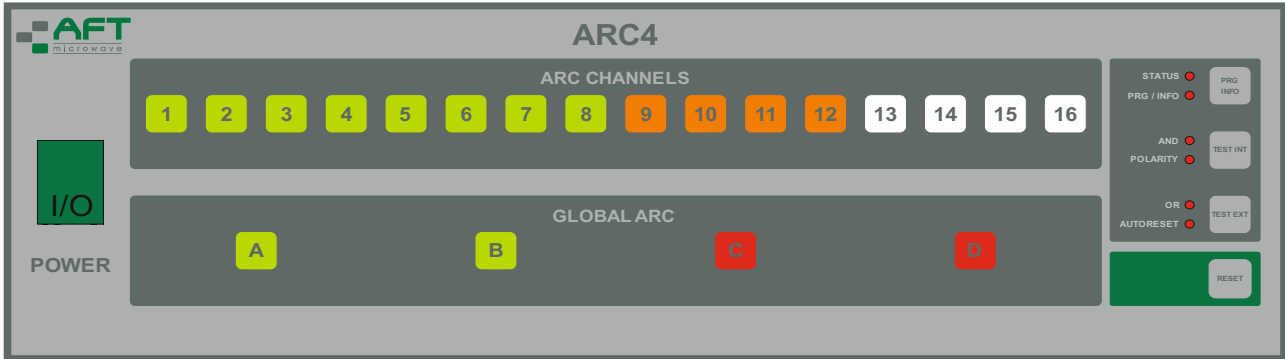 AFT
microwave
ARC4
ARC CHANNELS
1 2 3 4 5 6 7 8 9 10 11 12 13 14 15 16
I/O
POWER
GLOBAL ARC
A B C D
STATUS
PRG / INFO
PRG
INFO
AND
POLARITY
TEST INT
OR
AUTORESET
TEST EXT
RESET